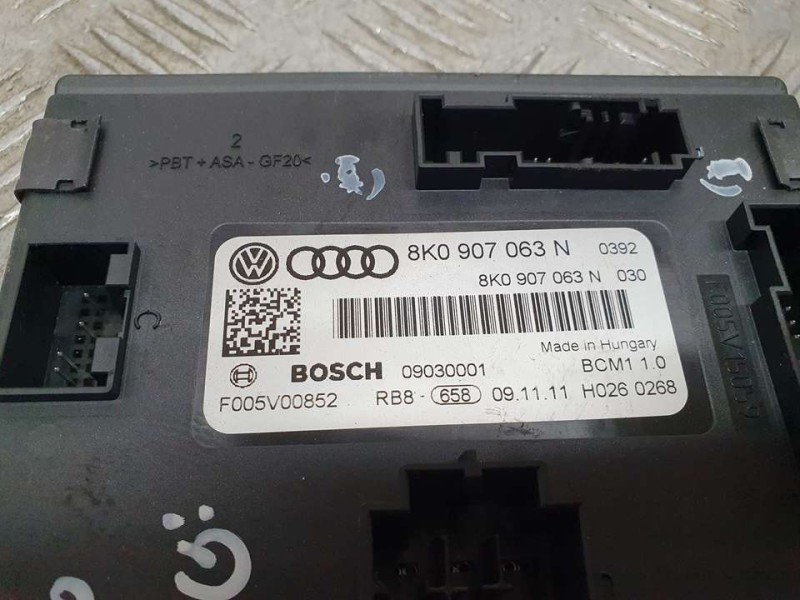 2
>PBT + ASA - GF20<
8K0 907 063 N 0392
8K0 907 063 N 030
Made in Hungary
BOSCH 09030001 BCM1 1.0
F005V00852 RB8- 658 09.11.11 H026 0268
C